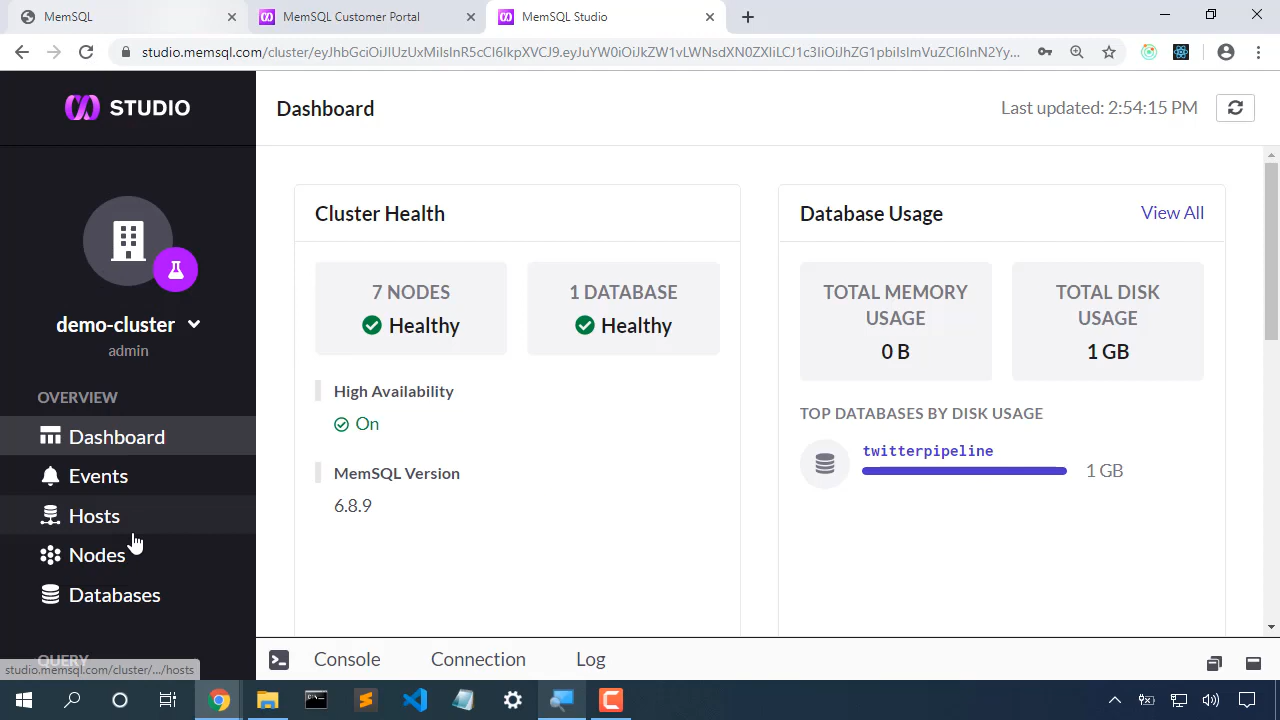 MemSQL
MemSQL Customer Portal
MemSQL Studio
studio.memsql.com/cluster/eyJhbGciOiJIUzUxMiIsInR5cCI6IkpXVCJ9.eyJuYW0iOiJkZW1vLWNsdXN0ZXIiLCJ1c3IiOiJhZG1pbiIsImVuZCI6InN2Yy...
STUDIO
Dashboard
Last updated: 2:54:15 PM
demo-cluster
admin
OVERVIEW
Dashboard
Events
Hosts
Nodes
Databases
QUERY
studio.memsql.com/cluster/.../hosts
Cluster Health
7 NODES
Healthy
1 DATABASE
Healthy
High Availability
On
MemSQL Version
6.8.9
Database Usage
View All
TOTAL MEMORY
USAGE
0 B
TOTAL DISK
USAGE
1 GB
TOP DATABASES BY DISK USAGE
twitterpipeline
1 GB
Console
Connection
Log